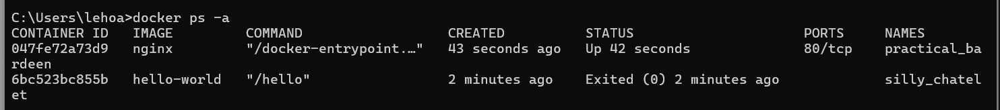 C:\Users\lehoa>docker ps -a
CONTAINER ID   IMAGE         COMMAND                  CREATED          STATUS                     PORTS     NAMES
047fe72a73d9   nginx         "/docker-entrypoint.…"   43 seconds ago   Up 42 seconds              80/tcp    practical_ba
rdeen
6bc523bc855b   hello-world   "/hello"                 2 minutes ago    Exited (0) 2 minutes ago             silly_chatel
et